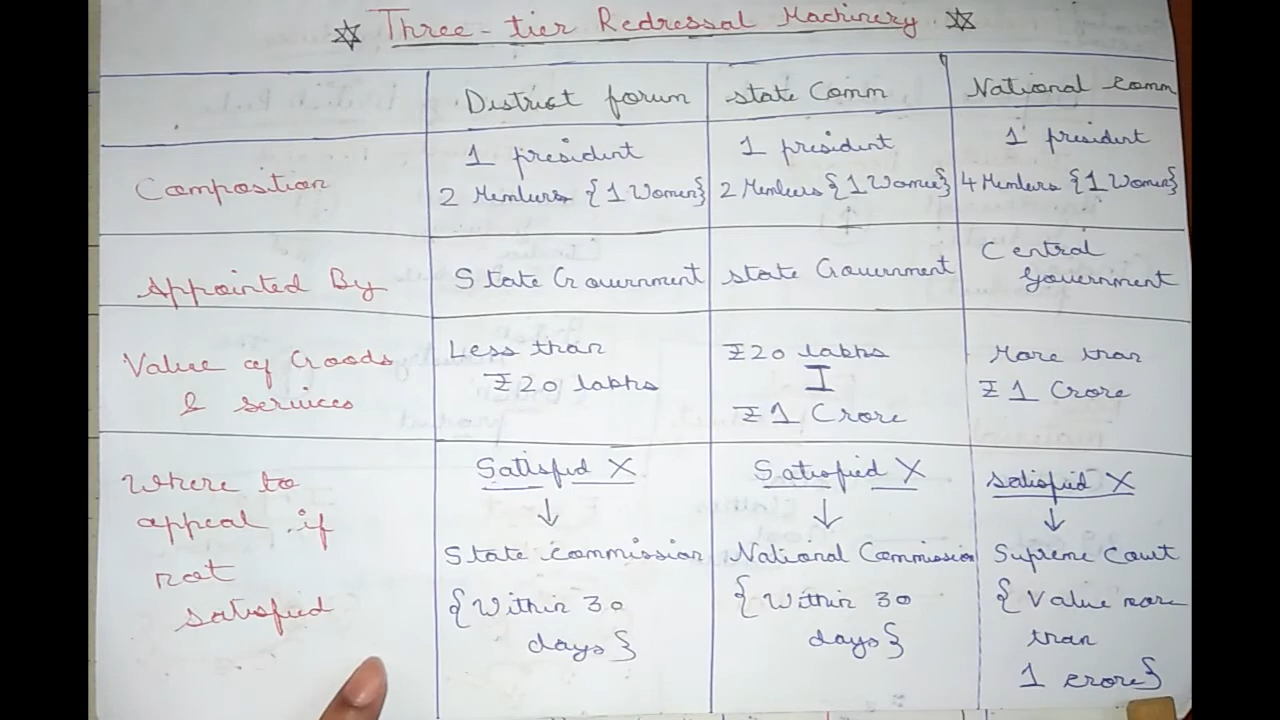 Three-tier Redressal Machinery
District forum
state Comm
National Comm
Composition
1 president
2 Members {1 Women}
1 president
2 Members {1 Women}
1 president
4 Members {1 Women}
Appointed By
State Government
state Government
Central
Government
Value of Goods
& services
Less than
₹20 lakhs
₹20 lakhs
I
₹1 Crore
More than
₹1 Crore
Where to
appeal if
not
satisfied
Satisfied X
↓
State commission
{Within 30
days}
Satisfied X
↓
National Commission
{Within 30
days}
satisfied X
↓
Supreme Court
{Value more
than
1 crore}